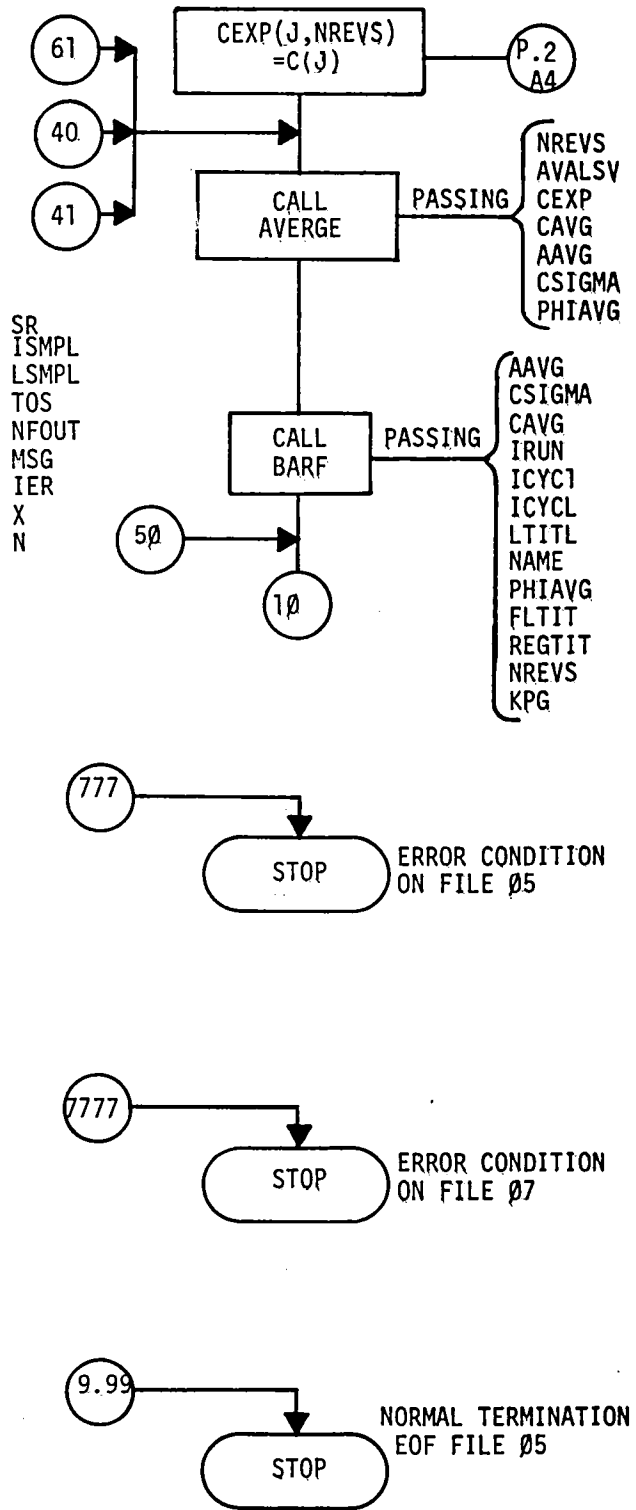 CEXP(J,NREVS)
=C(J)
P.2
A4
61
40
41
CALL
AVERGE
PASSING
NREVS
AVALSV
CEXP
CAVG
AAVG
CSIGMA
PHIAVG
SR
ISMPL
LSMPL
TOS
NFOUT
MSG
IER
X
N
CALL
BARF
PASSING
AAVG
CSIGMA
CAVG
IRUN
ICYC1
ICYCL
LTITL
NAME
PHIAVG
FLTIT
REGTIT
NREVS
KPG
5Ø
1Ø
777
STOP
ERROR CONDITION
ON FILE Ø5
7777
STOP
ERROR CONDITION
ON FILE Ø7
9.99
STOP
NORMAL TERMINATION
EOF FILE Ø5